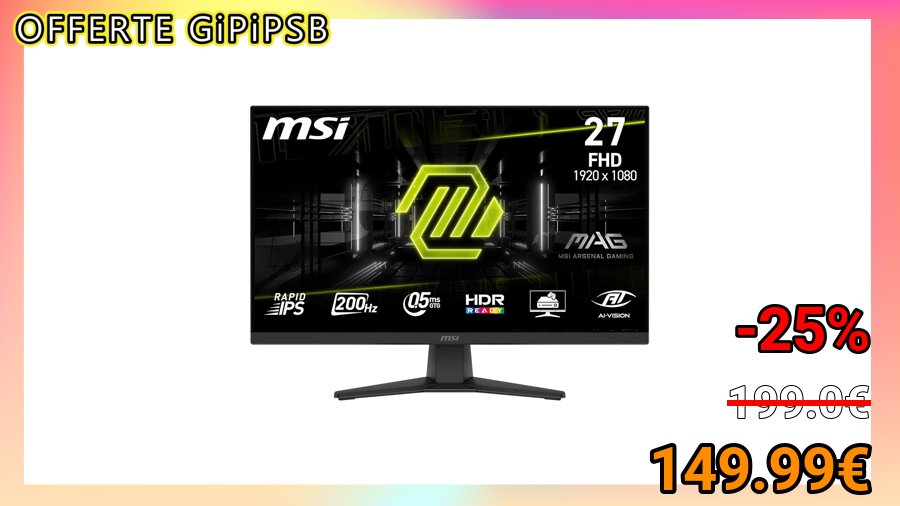 OFFERTE GiPiPSB
msi
27
FHD
1920 x 1080
MAG
MSI ARSENAL GAMING
RAPID
IPS
200Hz
0.5ms
GTG
HDR
READY
AI
AI-VISION
msi
-25%
199.0€
149.99€